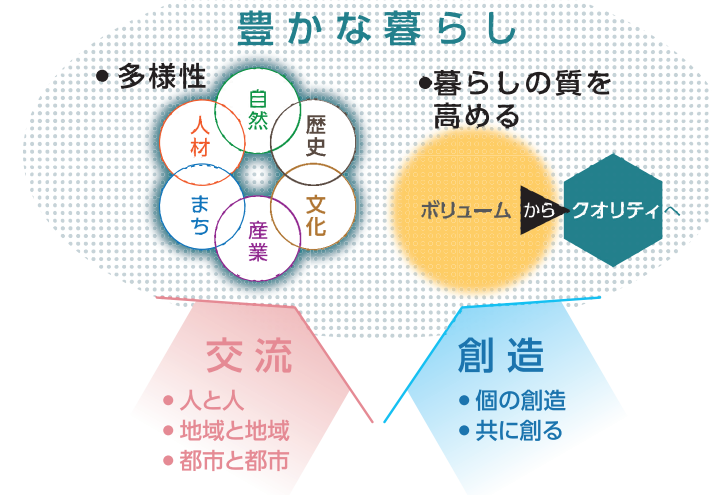 豊かな暮らし
●多様性
自然
人材
歴史
まち
文化
産業
●暮らしの質を
高める
ボリューム から クオリティへ
交流
●人と人
●地域と地域
●都市と都市
創造
●個の創造
●共に創る